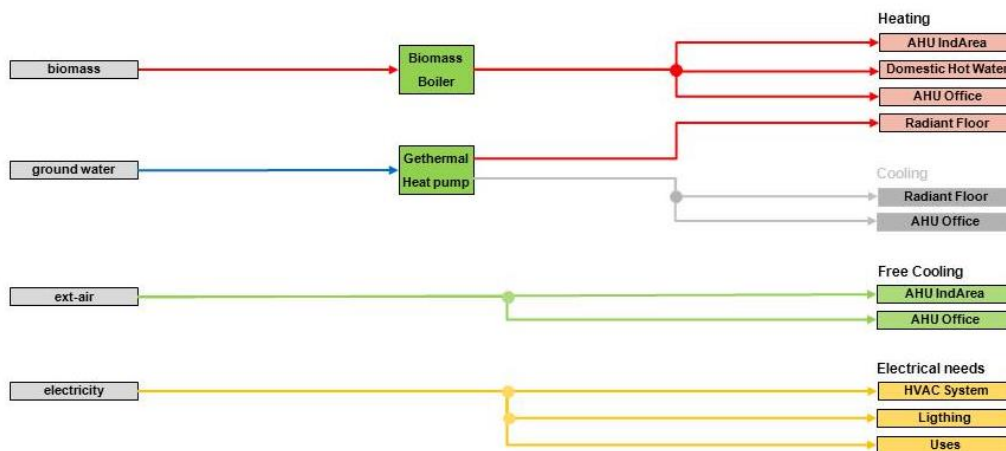 Heating
AHU IndArea
biomass
Biomass
Boiler
Domestic Hot Water
AHU Office
Radiant Floor
ground water
Gethermal
Heat pump
Cooling
Radiant Floor
AHU Office
Free Cooling
ext-air
AHU IndArea
AHU Office
Electrical needs
electricity
HVAC System
Ligthing
Uses